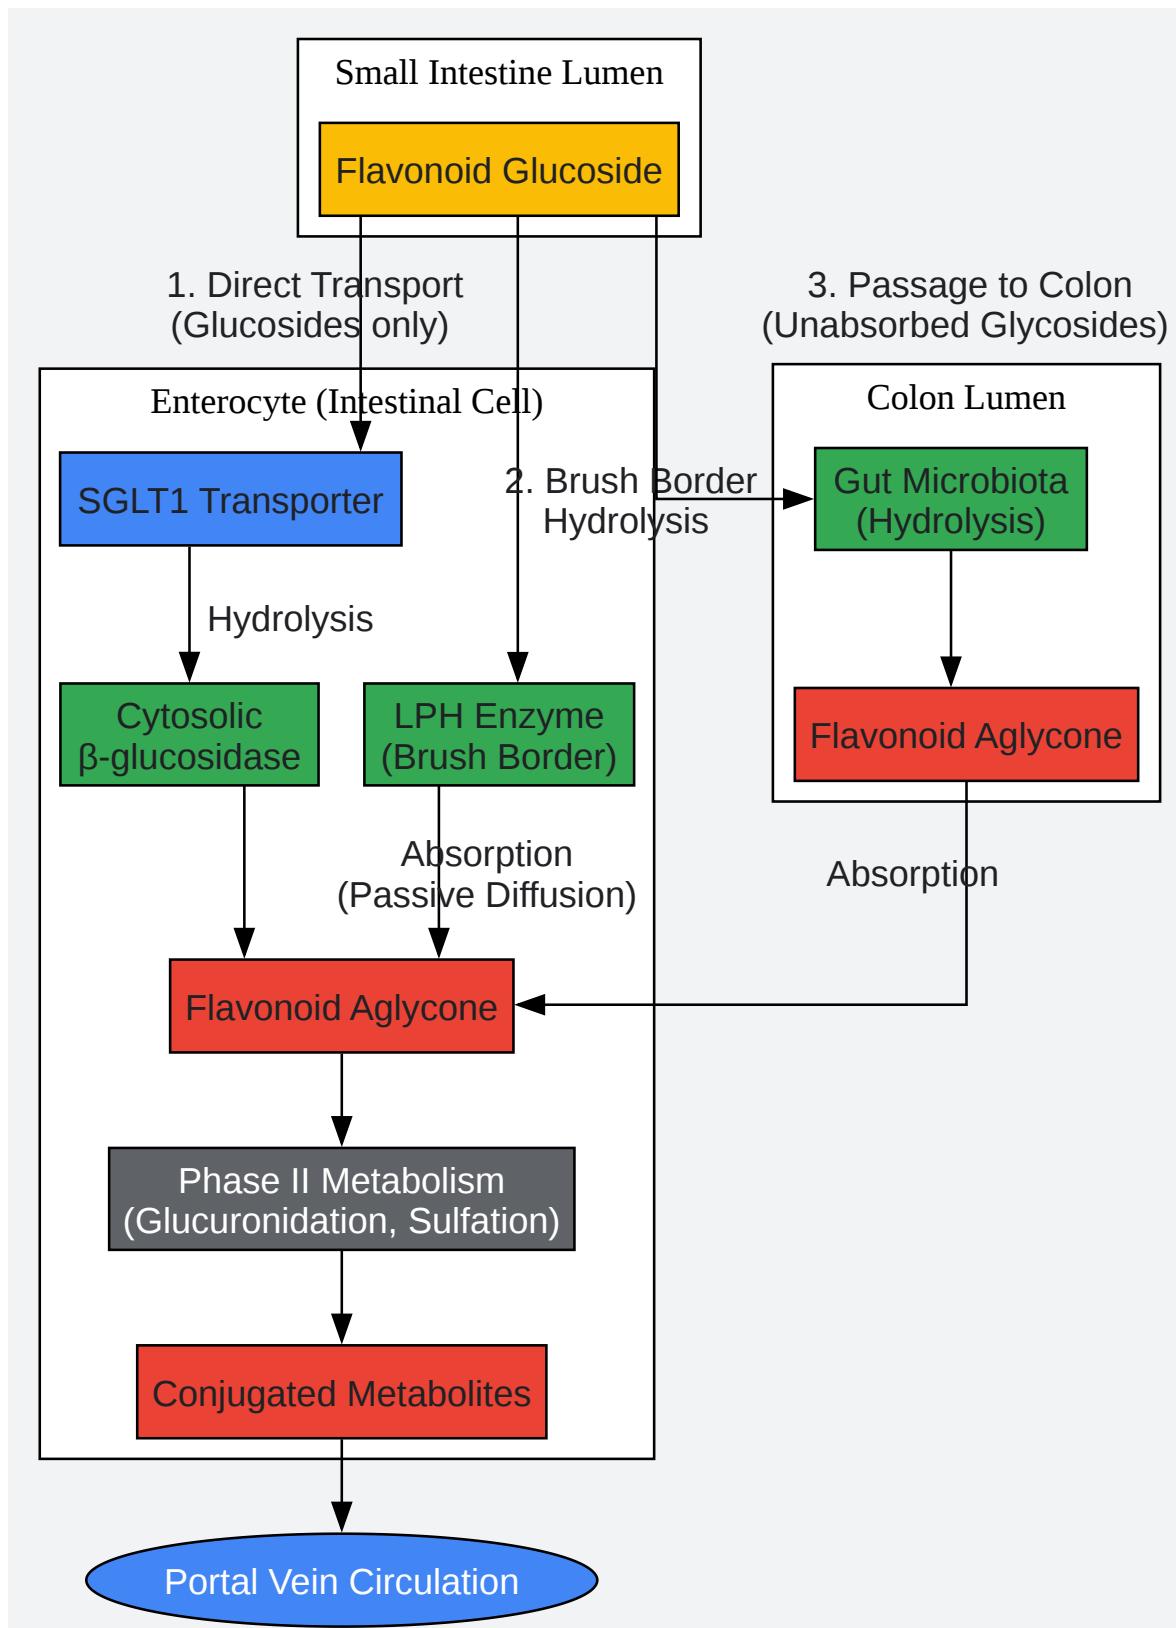 Small Intestine Lumen
Flavonoid Glucoside
1. Direct Transport
(Glucosides only)
3. Passage to Colon
(Unabsorbed Glycosides)
Enterocyte (Intestinal Cell)
Colon Lumen
SGLT1 Transporter
2. Brush Border
Hydrolysis
Gut Microbiota
(Hydrolysis)
Hydrolysis
Cytosolic
β-glucosidase
LPH Enzyme
(Brush Border)
Flavonoid Aglycone
Absorption
(Passive Diffusion)
Absorption
Flavonoid Aglycone
Phase II Metabolism
(Glucuronidation, Sulfation)
Conjugated Metabolites
Portal Vein Circulation